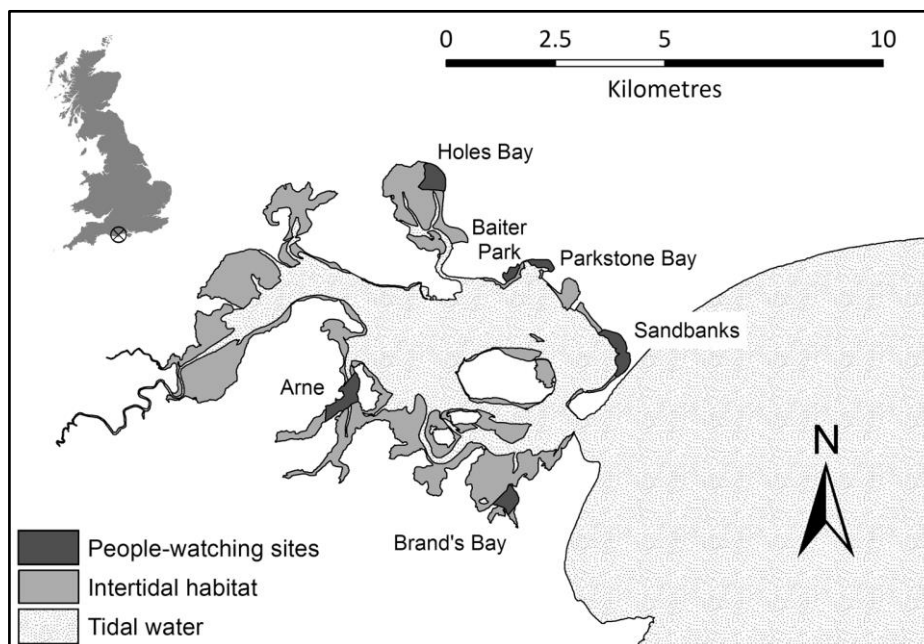 0 2.5 5 10
Kilometres
Holes Bay
Baiter
Park
Parkstone Bay
Sandbanks
Arne
N
Brand's Bay
People-watching sites
Intertidal habitat
Tidal water